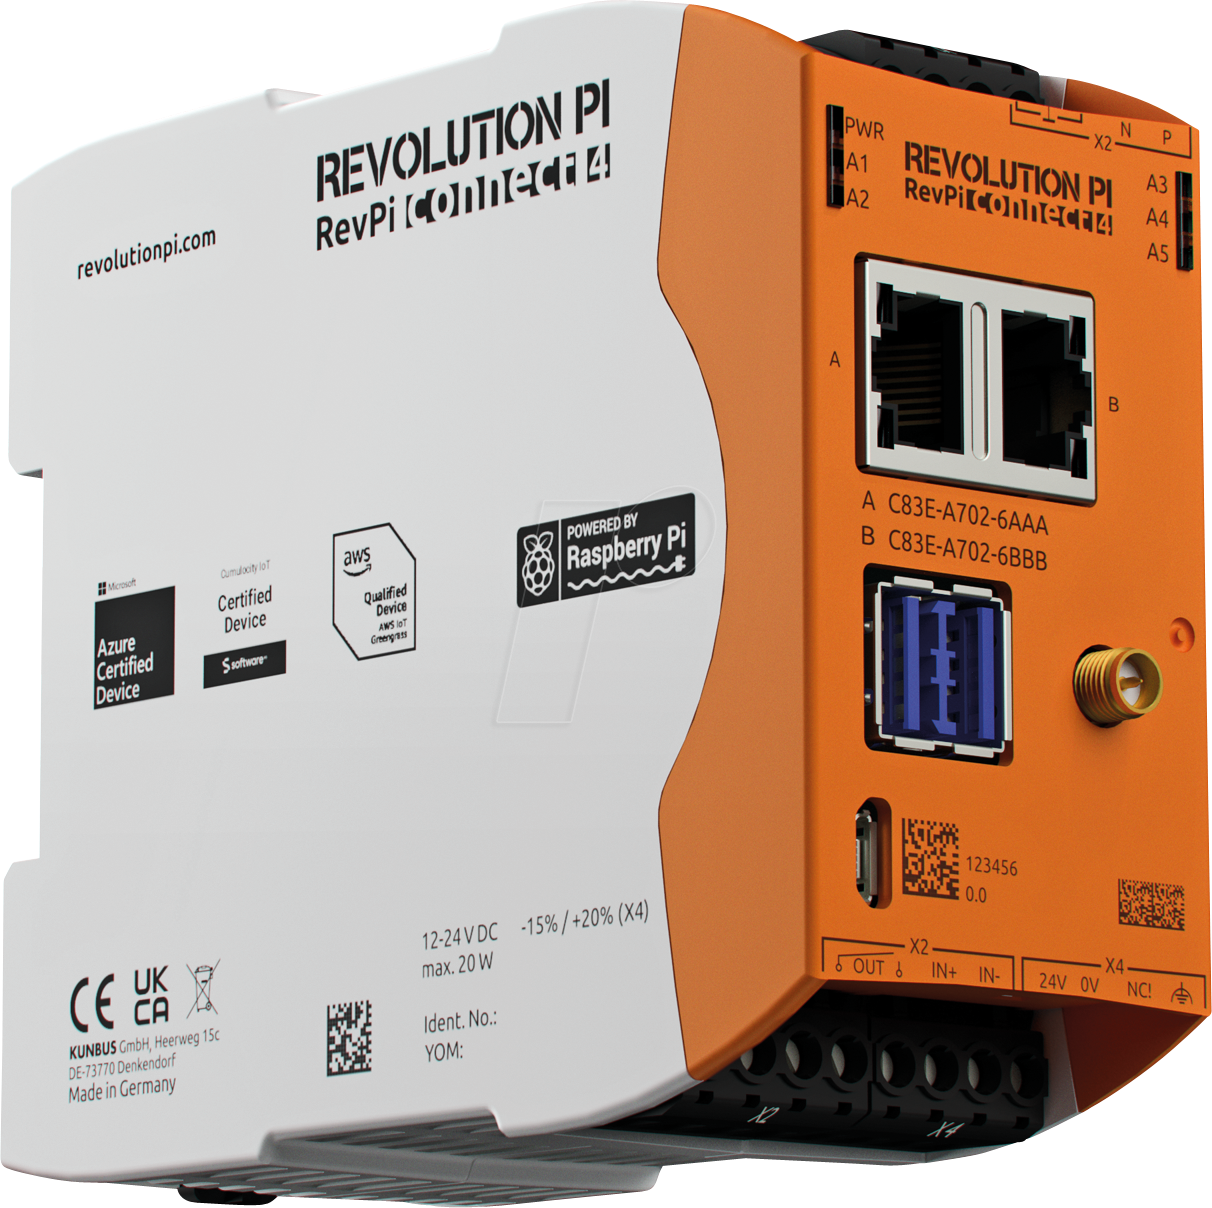 REVOLUTION PI
RevPi connect 4
revolutionpi.com
Microsoft
Azure
Certified
Device
Cumulocity IoT
Certified
Device
software AG
aws
Qualified
Device
AWS IoT
Greengrass
POWERED BY
Raspberry Pi
12-24 V DC -15% / +20% (X4)
max. 20 W
Ident. No.:
YOM:
CE UK
CA
KUNBUS GmbH, Heerweg 15c
DE-73770 Denkendorf
Made in Germany
X2 N P
PWR
A1
A2
REVOLUTION PI
RevPi connect 4
A3
A4
A5
A
B
A C83E-A702-6AAA
B C83E-A702-6BBB
123456
0.0
X2
OUT IN+ IN-
X4
24V 0V NC!
X2
X4